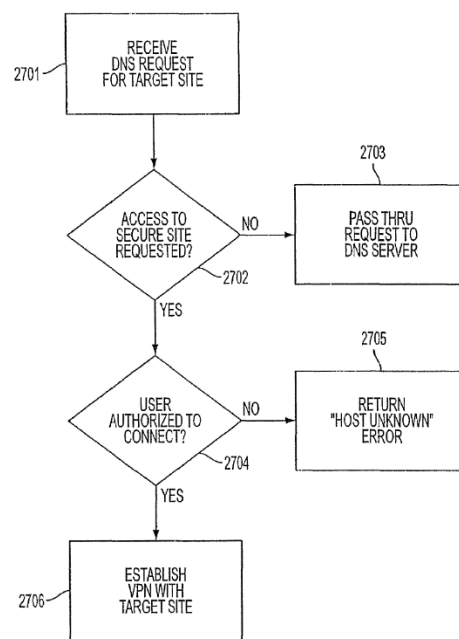 2701
RECEIVE
DNS REQUEST
FOR TARGET SITE
2703
ACCESS TO
SECURE SITE
REQUESTED?
NO
PASS THRU
REQUEST TO
DNS SERVER
2702
YES
2705
USER
AUTHORIZED TO
CONNECT?
NO
RETURN
"HOST UNKNOWN"
ERROR
2704
YES
2706
ESTABLISH
VPN WITH
TARGET SITE